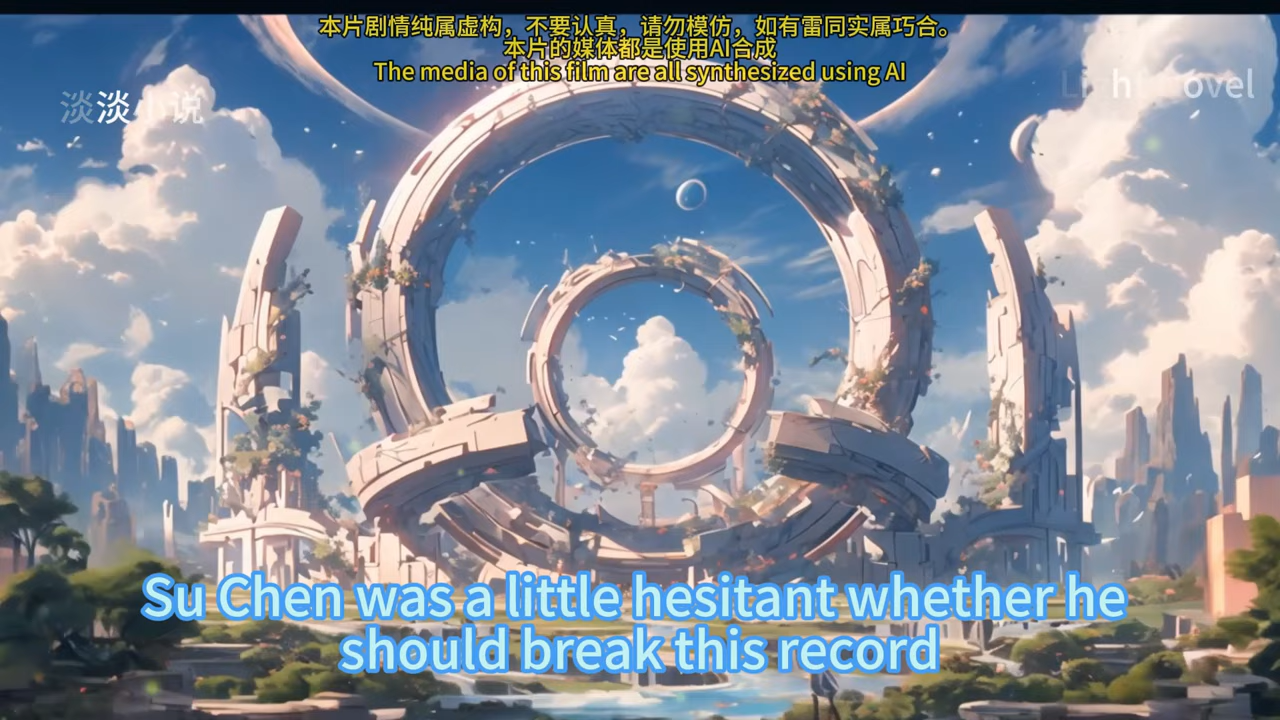 本片剧情纯属虚构，不要认真，请勿模仿，如有雷同实属巧合。
本片的媒体都是使用AI合成
The media of this film are all synthesized using AI
淡淡小说
Light Novel
Su Chen was a little hesitant whether he
should break this record